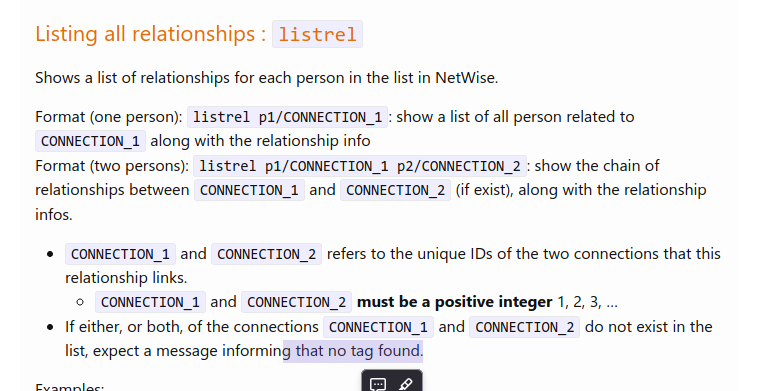 Listing all relationships : listrel
Shows a list of relationships for each person in the list in NetWise.
Format (one person): listrel p1/CONNECTION_1 : show a list of all person related to
CONNECTION_1 along with the relationship info
Format (two persons): listrel p1/CONNECTION_1 p2/CONNECTION_2 : show the chain of
relationships between CONNECTION_1 and CONNECTION_2 (if exist), along with the relationship
infos.
CONNECTION_1 and CONNECTION_2 refers to the unique IDs of the two connections that this
relationship links.
CONNECTION_1 and CONNECTION_2 must be a positive integer 1, 2, 3, …
If either, or both, of the connections CONNECTION_1 and CONNECTION_2 do not exist in the
list, expect a message informing that no tag found.
Examples: